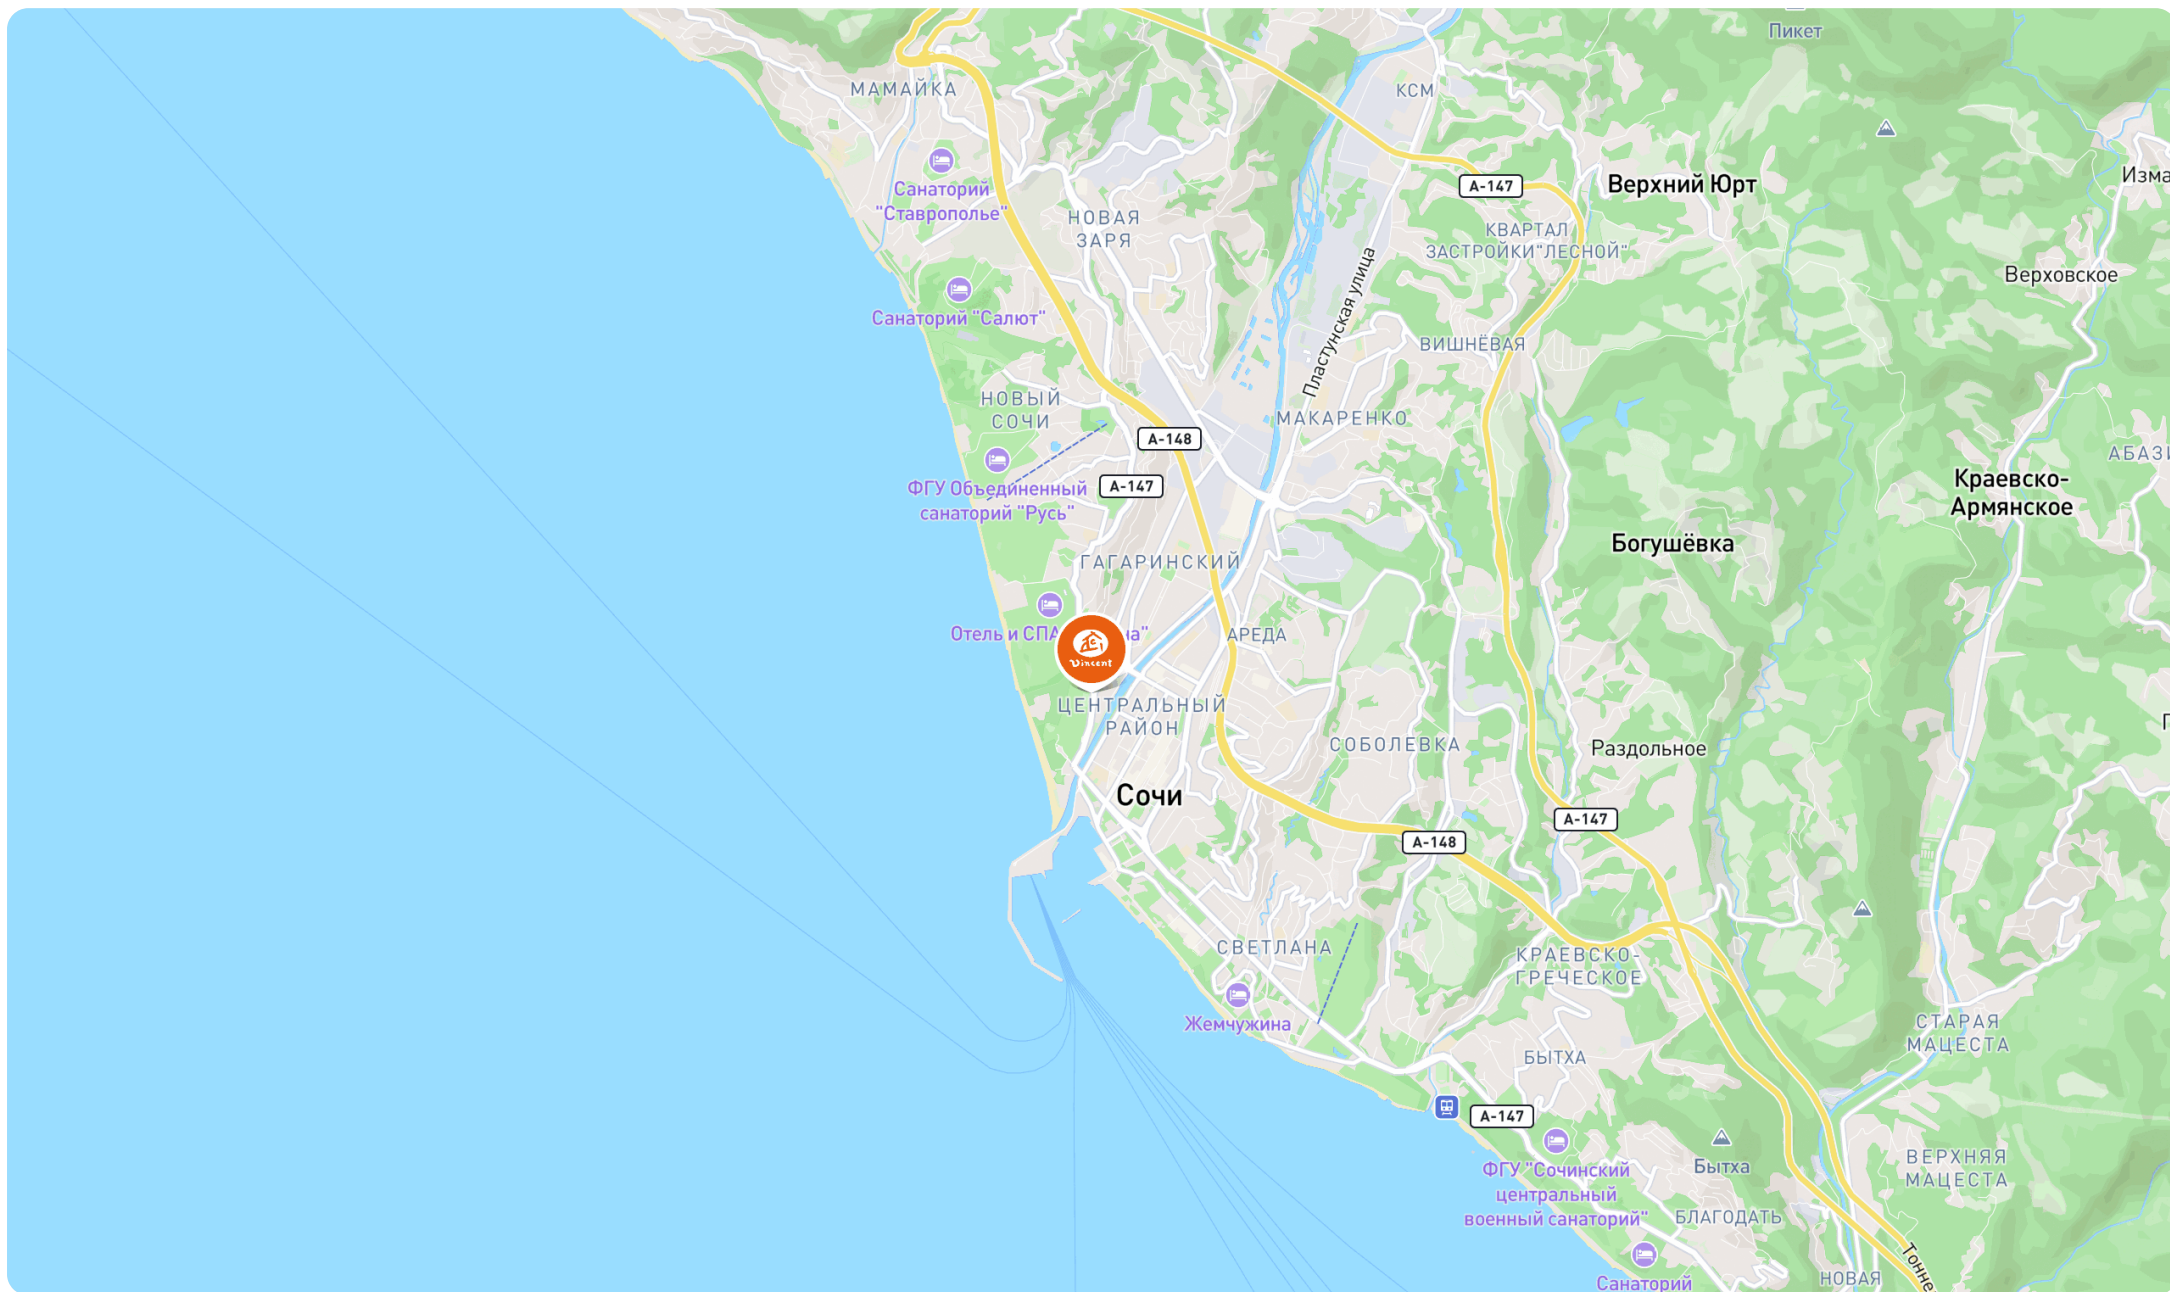 Пикет
МАМАЙКА
КСМ
Изма
Санаторий
"Ставрополье"
А-147
Верхний Юрт
НОВАЯ
ЗАРЯ
КВАРТАЛ
ЗАСТРОЙКИ"ЛЕСНОЙ"
Верховское
Санаторий "Салют"
Пластунская улица
ВИШНЁВАЯ
НОВЫЙ
СОЧИ
МАКАРЕНКО
А-148
АБАЗИ
А-147
ФГУ Объединенный
санаторий "Русь"
Краевско-
Армянское
Богушёвка
ГАГАРИНСКИЙ
Отель и СПА
на"
Vincent
АРЕДА
ЦЕНТРАЛЬНЫЙ
РАЙОН
СОБОЛЕВКА
Раздольное
Сочи
А-147
А-148
СВЕТЛАНА
КРАЕВСКО-
ГРЕЧЕСКОЕ
Жемчужина
СТАРАЯ
МАЦЕСТА
БЫТХА
А-147
ФГУ "Сочинский
центральный
военный санаторий"
Бытха
ВЕРХНЯЯ
МАЦЕСТА
БЛАГОДАТЬ
Тонне
НОВАЯ
Санаторий